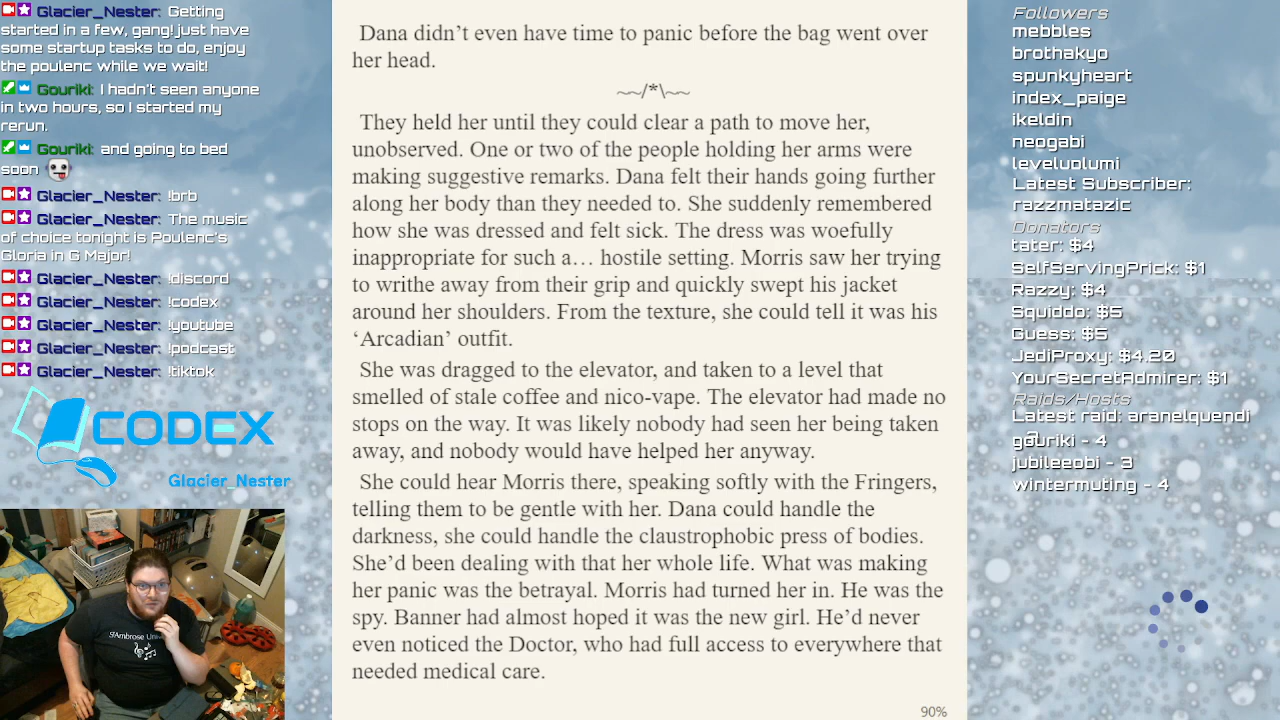 Glacier_Nester: Getting
started in a few, gang! just have
some startup tasks to do, enjoy
the poulenc while we wait!
Gouriki: I hadn't seen anyone
in two hours, so I started my
rerun.
Gouriki: and going to bed
soon
Glacier_Nester: !brb
Glacier_Nester: The music
of choice tonight is Poulenc's
Gloria in G Major!
Glacier_Nester: !discord
Glacier_Nester: !codex
Glacier_Nester: !youtube
Glacier_Nester: !podcast
Glacier_Nester: !tiktok
CODEX
Glacier_Nester
Dana didn't even have time to panic before the bag went over
her head.
~~/*\~~
They held her until they could clear a path to move her,
unobserved. One or two of the people holding her arms were
making suggestive remarks. Dana felt their hands going further
along her body than they needed to. She suddenly remembered
how she was dressed and felt sick. The dress was woefully
inappropriate for such a… hostile setting. Morris saw her trying
to writhe away from their grip and quickly swept his jacket
around her shoulders. From the texture, she could tell it was his
‘Arcadian’ outfit.
She was dragged to the elevator, and taken to a level that
smelled of stale coffee and nico-vape. The elevator had made no
stops on the way. It was likely nobody had seen her being taken
away, and nobody would have helped her anyway.
She could hear Morris there, speaking softly with the Fringers,
telling them to be gentle with her. Dana could handle the
darkness, she could handle the claustrophobic press of bodies.
She'd been dealing with that her whole life. What was making
her panic was the betrayal. Morris had turned her in. He was the
spy. Banner had almost hoped it was the new girl. He'd never
even noticed the Doctor, who had full access to everywhere that
needed medical care.
90%
Followers
mebbles
brothakyo
spunkyheart
index_paige
ikeldin
neogabi
leveluolumi
Latest Subscriber:
razzmatazic
Donators
tater: $4
SelfServingPrick: $1
Razzy: $4
Squiddo: $5
Guess: $5
JediProxy: $4.20
YourSecretAdmirer: $1
Raids/Hosts
Latest raid: aranelquendi
gouriki - 4
jubileeobi - 3
wintermuting - 4